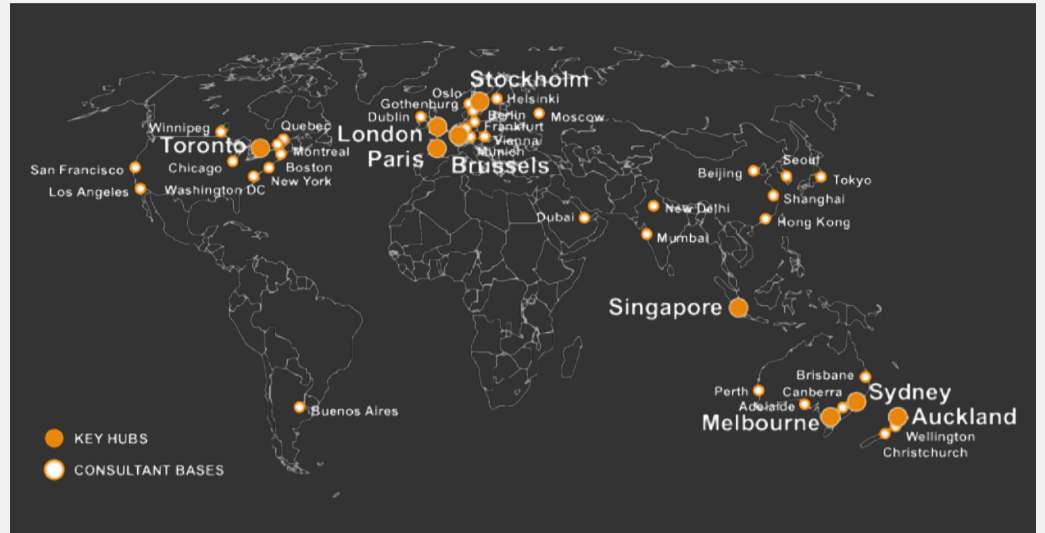 Stockholm
Oslo
Helsinki
Gothenburg
Berlin
Dublin
Moscow
Winnipeg
Quebec
London
Frankfurt
Toronto
Vienna
Montreal
Munich
Paris
Brussels
Chicago
Boston
San Francisco
New York
Los Angeles
Washington DC
Seoul
Beijing
Tokyo
Shanghai
New Delhi
Dubai
Hong Kong
Mumbai
Singapore
Brisbane
Perth
Canberra
Sydney
Adelaide
Melbourne
Auckland
Buenos Aires
Wellington
Christchurch
KEY HUBS
CONSULTANT BASES